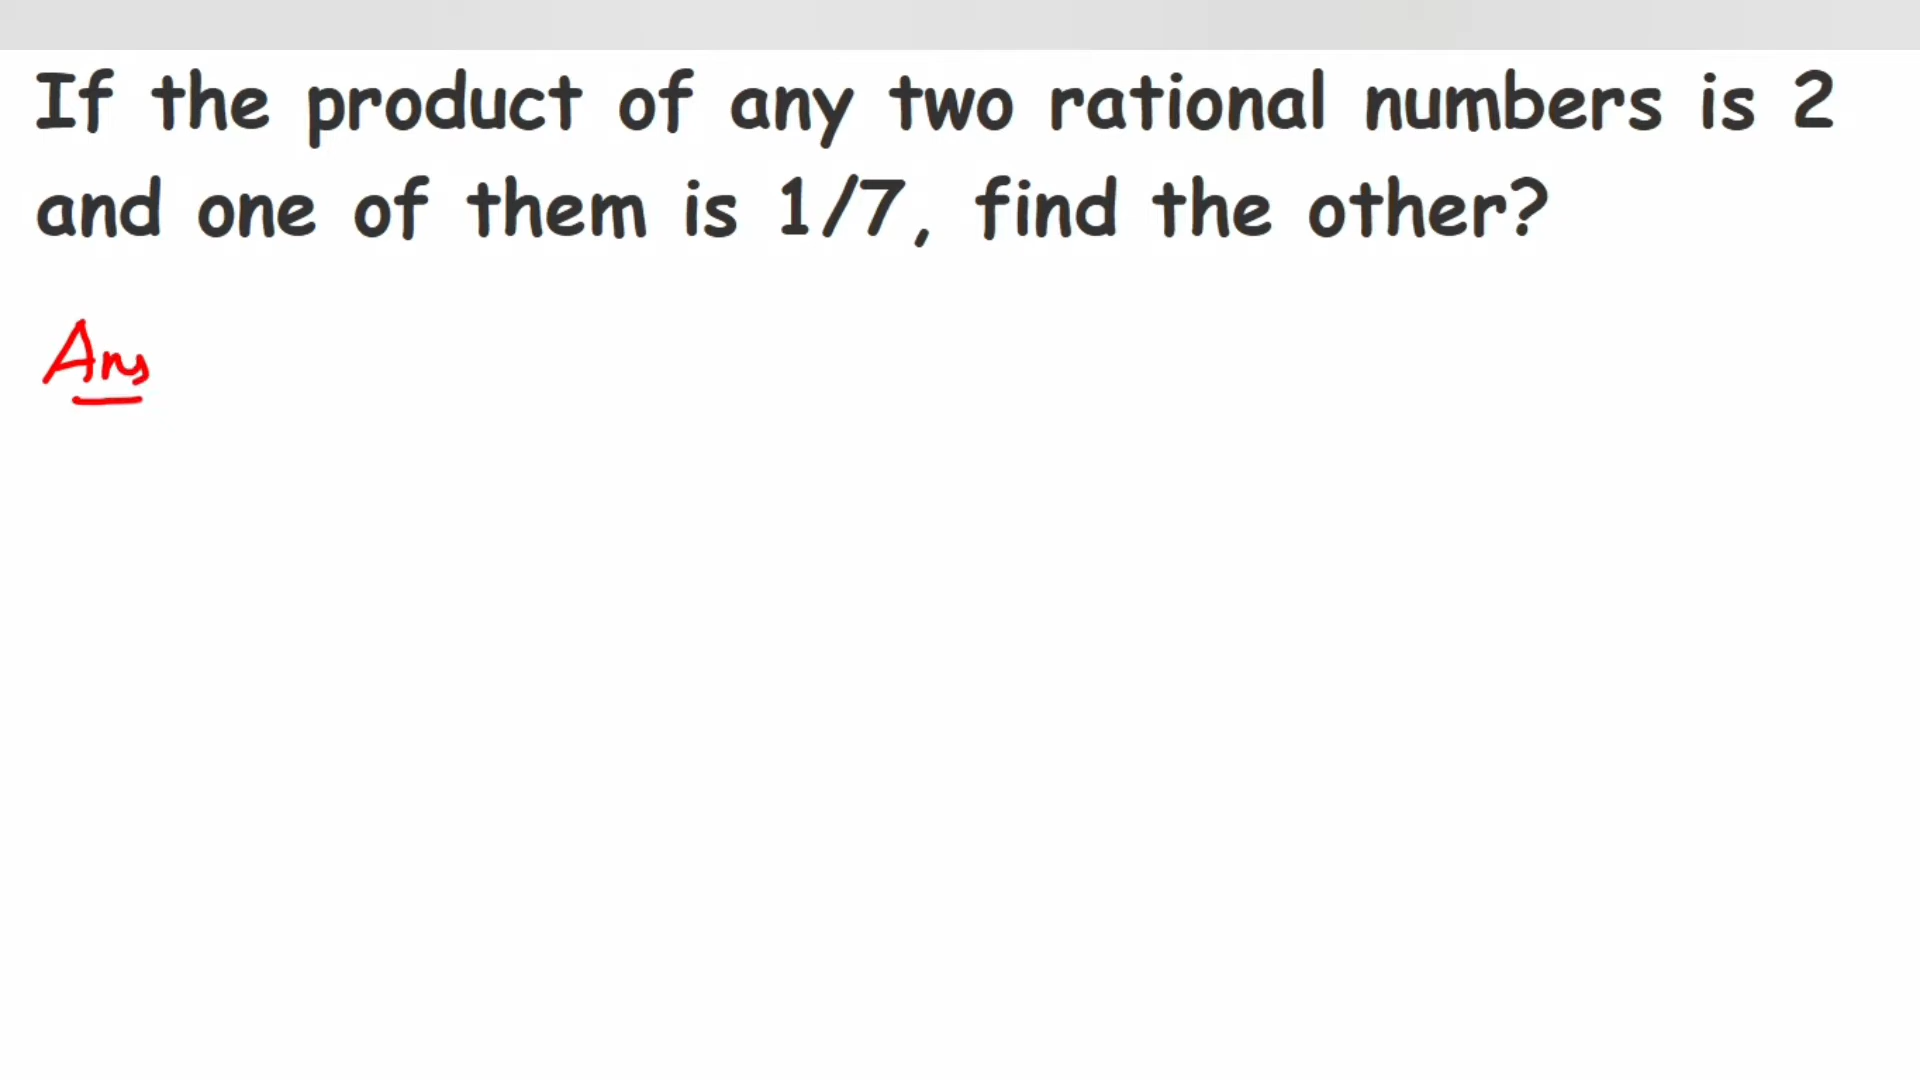 If the product of any two rational numbers is 2
and one of them is 1/7, find the other?
Ans